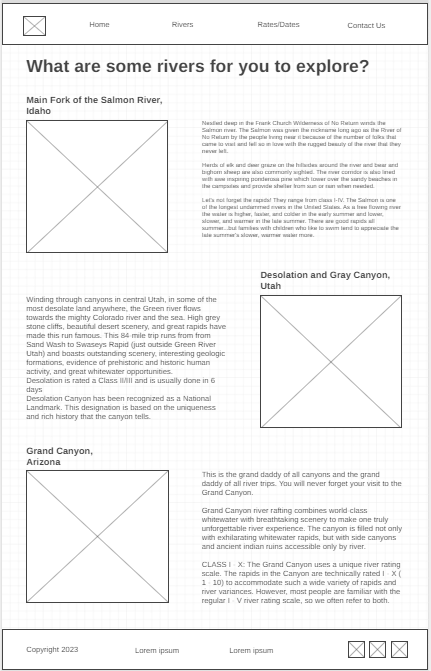 Home
Rivers
Rates/Dates
Contact Us
What are some rivers for you to explore?
Main Fork of the Salmon River,
Idaho
Nestled deep in the Frank Church Wilderness of No Return winds the
Salmon river. The Salmon was given the nickname long ago as the River of
No Return by the people living near it because of the number of folks that
came to visit and fell so in love with the rugged beauty of the river that they
never left.
Herds of elk and deer graze on the hillsides around the river and bear and
bighorn sheep are also commonly sighted. The river corridor is also lined
with awe inspiring ponderosa pine which tower over the sandy beaches in
the campsites and provide shelter from sun or rain when needed.
Let's not forget the rapids! They range from class I-IV. The Salmon is one
of the longest undammed rivers in the United States. As a free flowing river
the water is higher, faster, and colder in the early summer and lower,
slower, and warmer in the late summer. There are good rapids all
summer...but families with children who like to swim tend to appreciate the
late summer's slower, warmer water more.
Desolation and Gray Canyon,
Utah
Winding through canyons in central Utah, in some of the
most desolate land anywhere, the Green river flows
towards the mighty Colorado river and the sea. High grey
stone cliffs, beautiful desert scenery, and great rapids have
made this run famous. This 84 mile trip runs from from
Sand Wash to Swaseys Rapid (just outside Green River
Utah) and boasts outstanding scenery, interesting geologic
formations, evidence of prehistoric and historic human
activity, and great whitewater opportunities.
Desolation is rated a Class II/III and is usually done in 6
days
Desolation Canyon has been recognized as a National
Landmark. This designation is based on the uniqueness
and rich history that the canyon tells.
Grand Canyon,
Arizona
This is the grand daddy of all canyons and the grand
daddy of all river trips. You will never forget your visit to the
Grand Canyon.
Grand Canyon river rafting combines world class
whitewater with breathtaking scenery to make one truly
unforgettable river experience. The canyon is filled not only
with exhilarating whitewater rapids, but with side canyons
and ancient indian ruins accessible only by river.
CLASS I - X: The Grand Canyon uses a unique river rating
scale. The rapids in the Canyon are technically rated I - X (
1 - 10) to accommodate such a wide variety of rapids and
river variances. However, most people are familiar with the
regular I - V river rating scale, so we often refer to both.
Copyright 2023
Lorem ipsum
Lorem ipsum